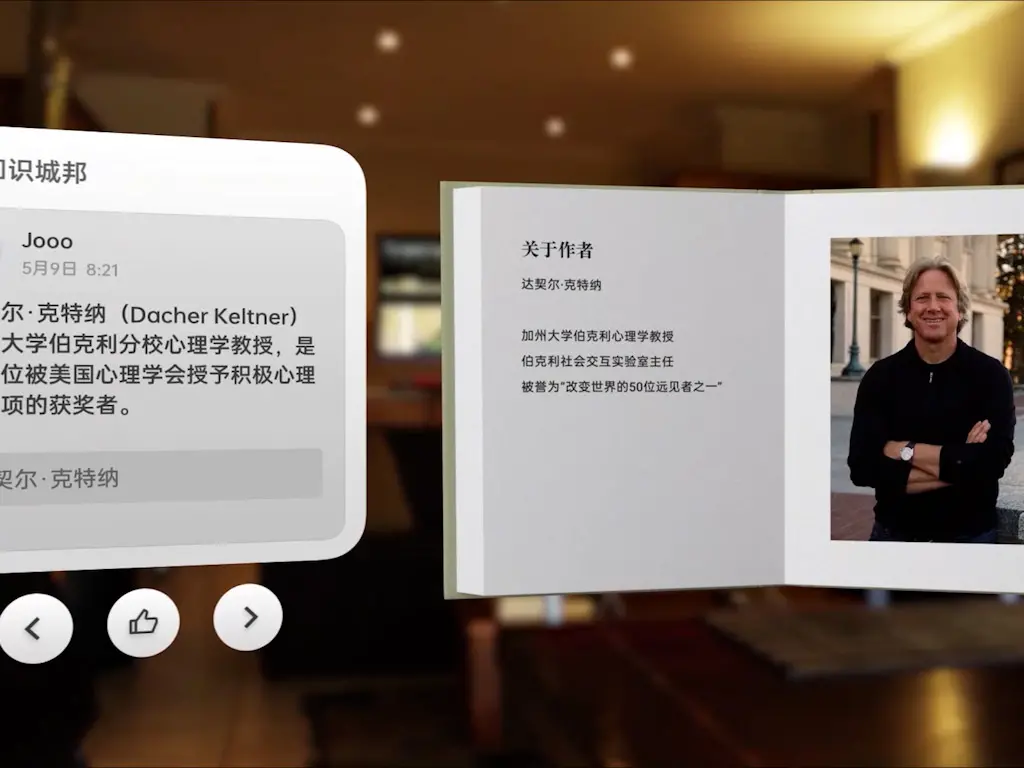 识城邦
Jooo
5月9日 8:21
尔·克特纳（Dacher Keltner）
大学伯克利分校心理学教授，是
位被美国心理学会授予积极心理
项的获奖者。
契尔·克特纳
关于作者
达契尔·克特纳
加州大学伯克利心理学教授
伯克利社会交互实验室主任
被誉为“改变世界的50位远见者之一”